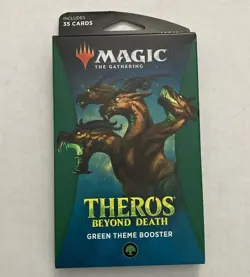 INCLUDES
35 CARDS
MAGIC
THE GATHERING
THEROS
BEYOND DEATH
GREEN THEME BOOSTER